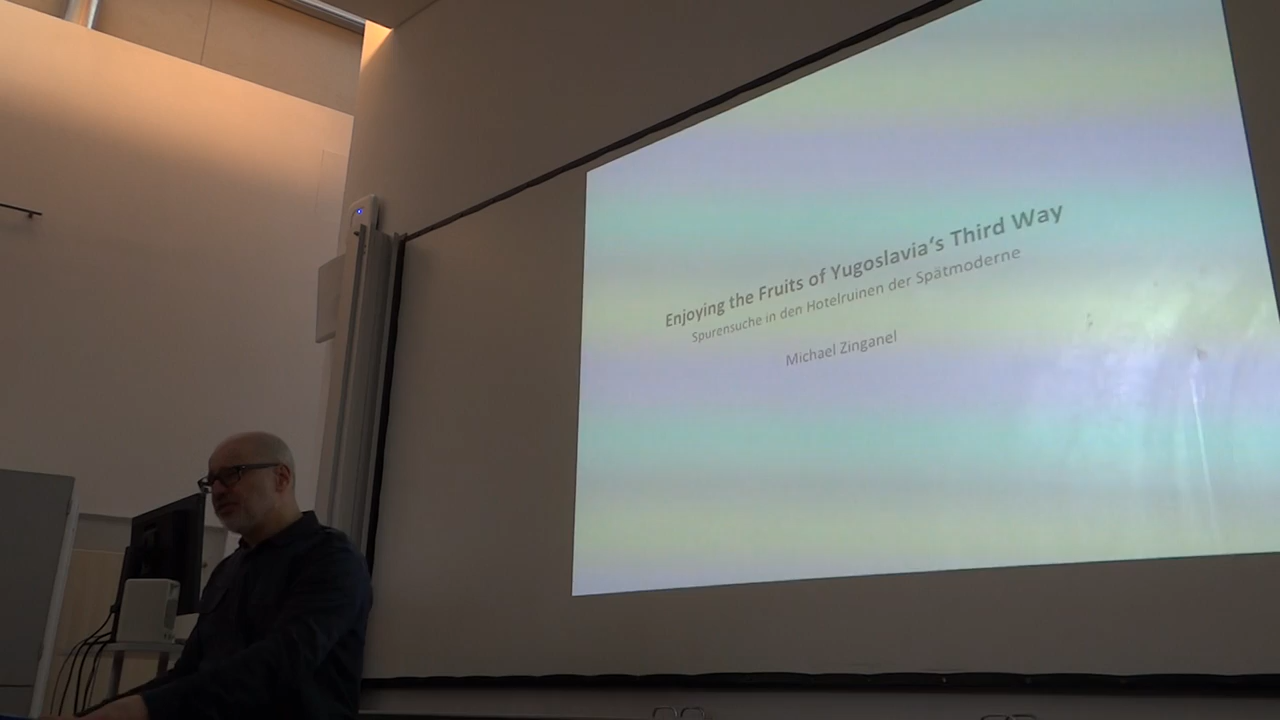 Enjoying the Fruits of Yugoslavia‘s Third Way
Spurensuche in den Hotelruinen der Spätmoderne
Michael Zinganel